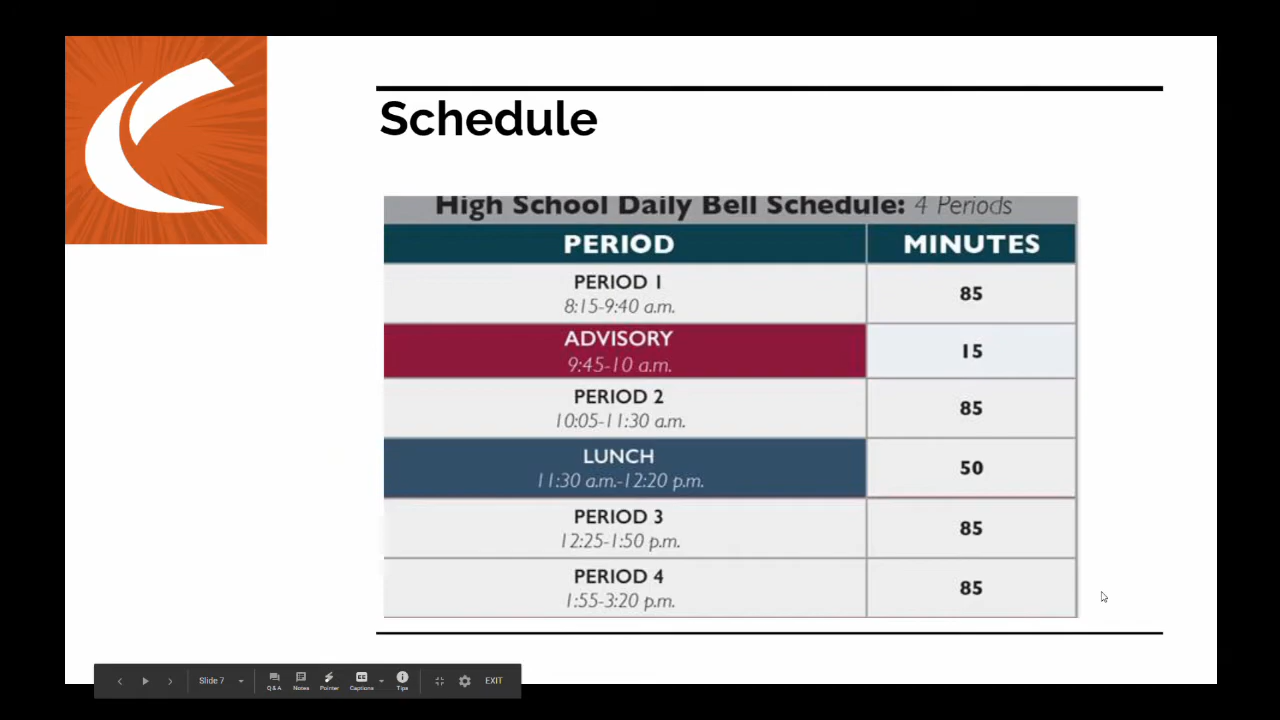 Schedule
High School Daily Bell Schedule: 4 Periods
PERIOD MINUTES
PERIOD 1
8:15-9:40 a.m.
85
ADVISORY
9:45-10 a.m.
15
PERIOD 2
10:05-11:30 a.m.
85
LUNCH
11:30 a.m.-12:20 p.m.
50
PERIOD 3
12:25-1:50 p.m.
85
PERIOD 4
1:55-3:20 p.m.
85
Slide 7
Q&A Notes Pointer Captions Tips
EXIT